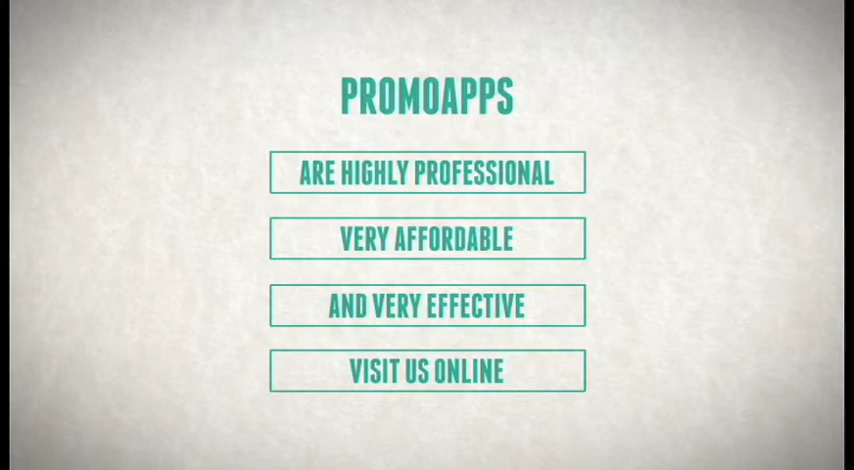 PROMOAPPS
ARE HIGHLY PROFESSIONAL
VERY AFFORDABLE
AND VERY EFFECTIVE
VISIT US ONLINE